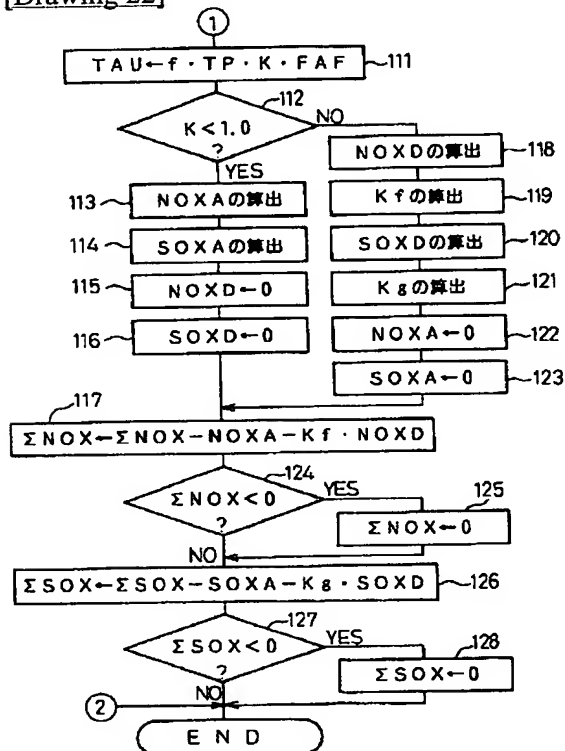 [Drawing 22]
①
TAU←f・TP・K・FAF
111
112
K<1.0
?
NO
YES
NOXDの算出
118
113
NOXAの算出
Kfの算出
119
114
SOXAの算出
SOXDの算出
120
115
NOXD←0
Kgの算出
121
116
SOXD←0
NOXA←0
122
SOXA←0
123
117
ΣNOX←ΣNOX-NOXA-Kf・NOXD
124
ΣNOX<0
?
YES
125
ΣNOX←0
NO
ΣSOX←ΣSOX-SOXA-Kg・SOXD
126
127
ΣSOX<0
?
YES
128
ΣSOX←0
NO
②
END